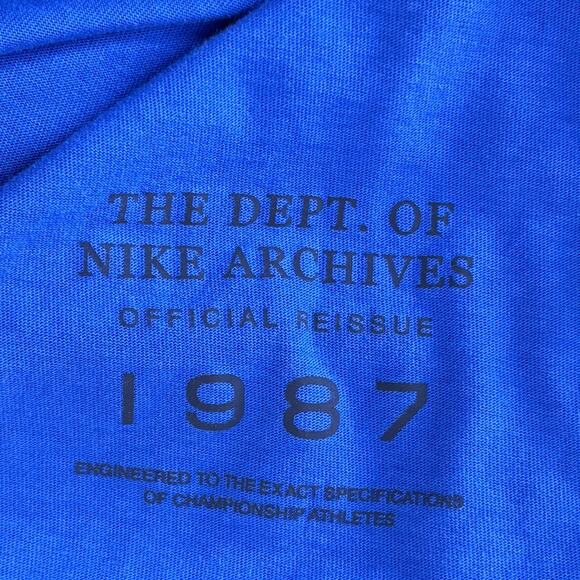 THE DEPT. OF
NIKE ARCHIVES
OFFICIAL REISSUE
1987
ENGINEERED TO THE EXACT SPECIFICATIONS
OF CHAMPIONSHIP ATHLETES